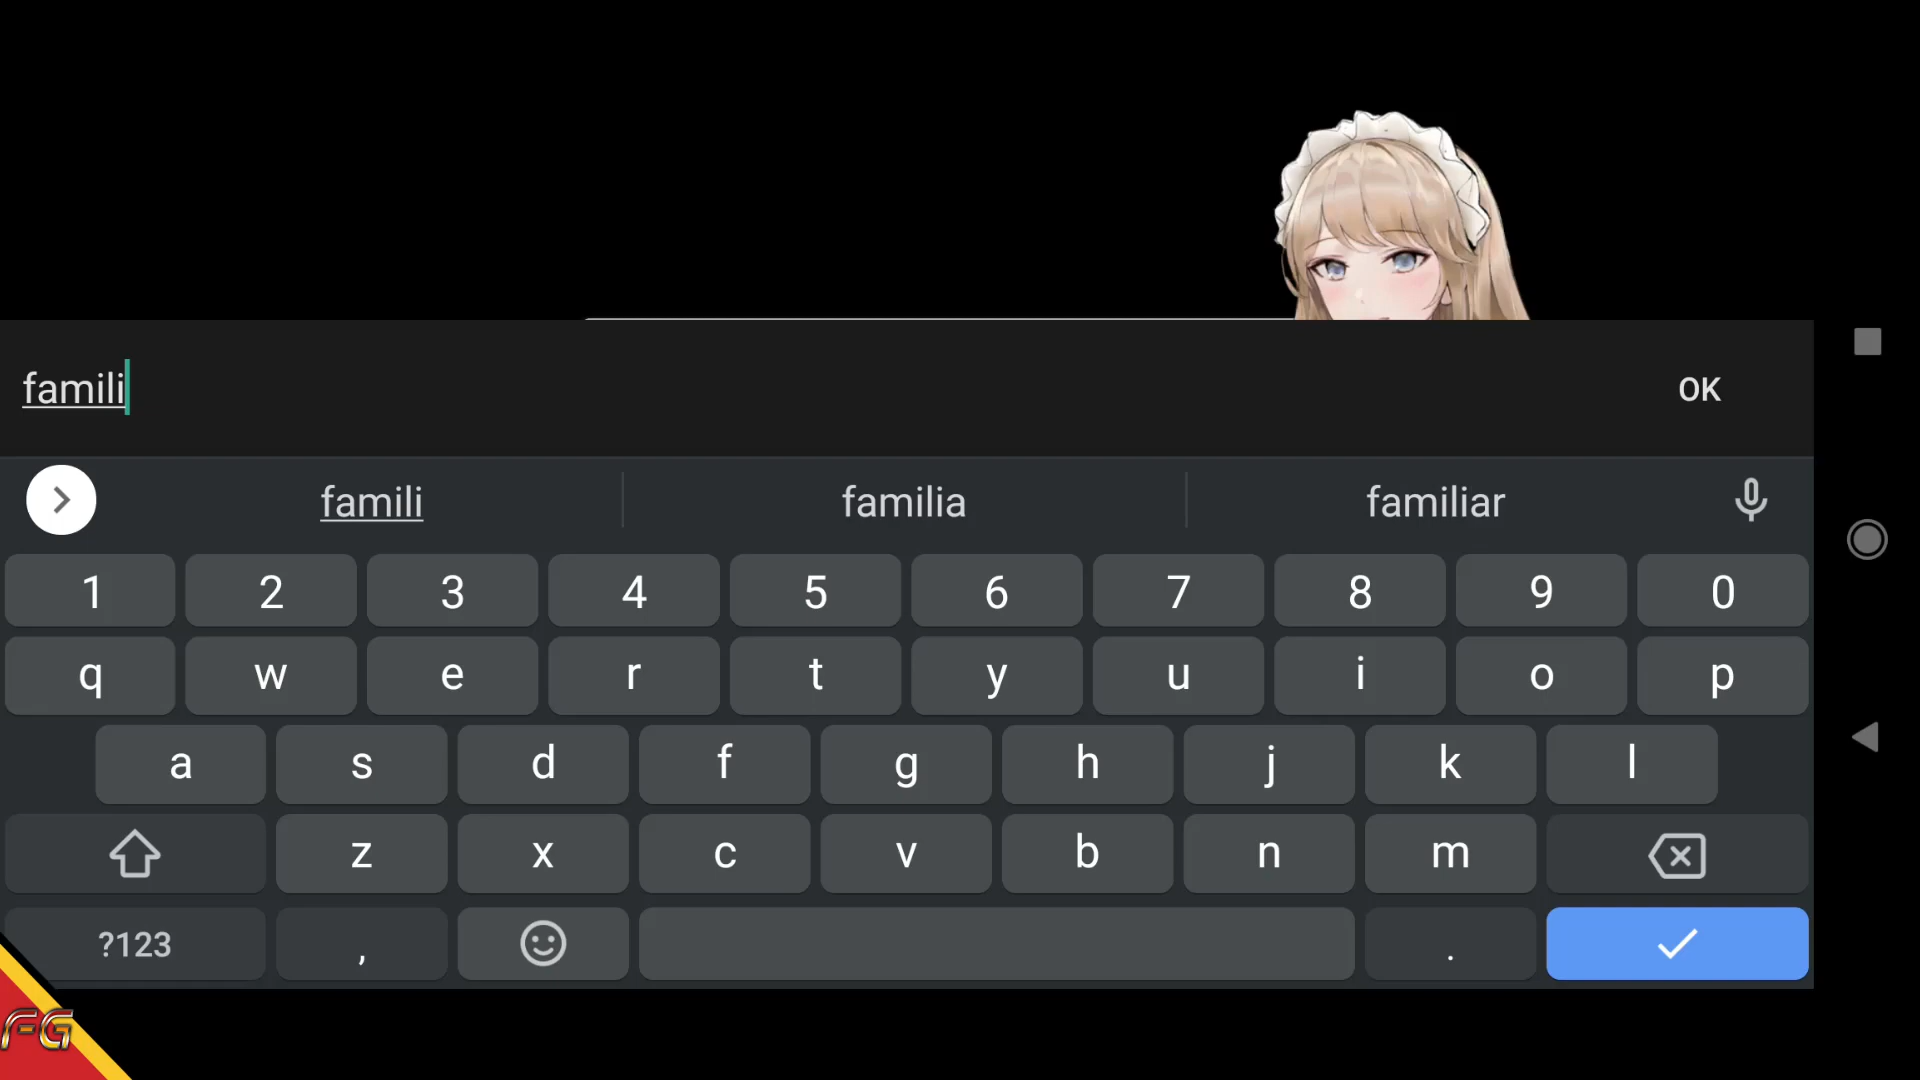 famili
OK
famili familia familiar
1 2 3 4 5 6 7 8 9 0
q w e r t y u i o p
a s d f g h j k l
z x c v b n m
?123 , .
FG